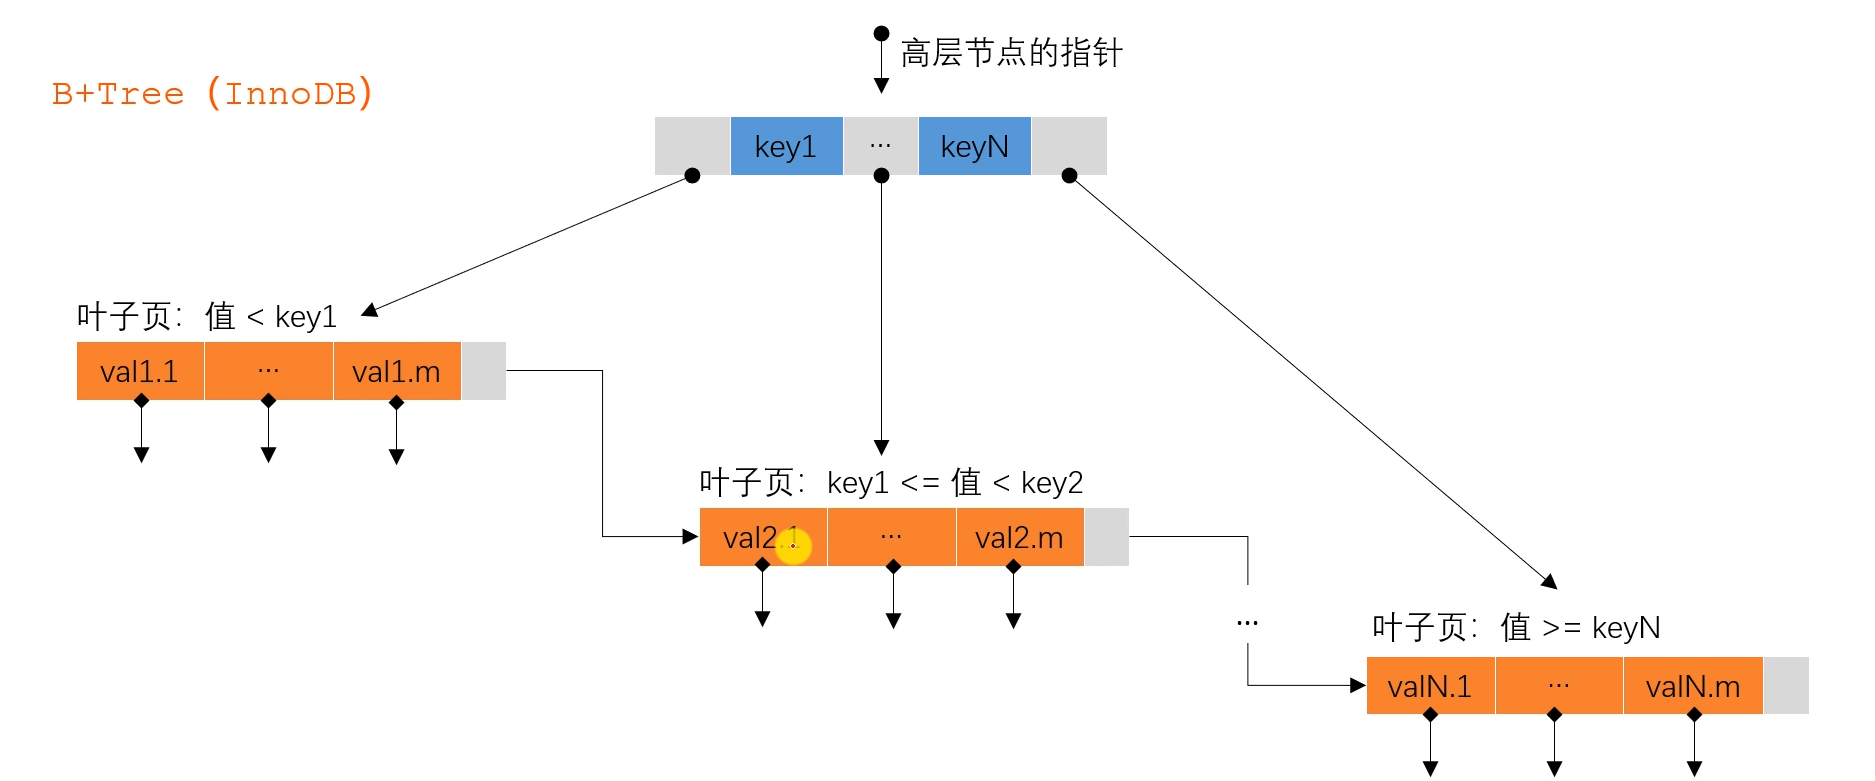 高层节点的指针
B+Tree (InnoDB)
key1 ... keyN
叶子页：值 < key1
val1.1 ... val1.m
叶子页：key1 <= 值 < key2
val2.1 ... val2.m
...
叶子页：值 >= keyN
valN.1 ... valN.m